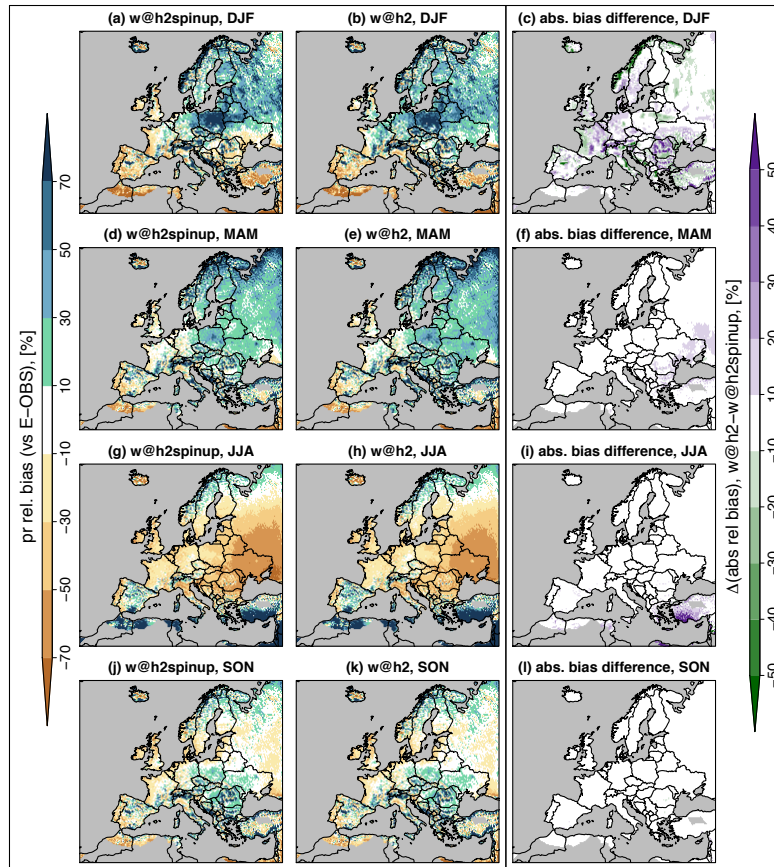 (a) w@h2spinup, DJF
(b) w@h2, DJF
(c) abs. bias difference, DJF
(d) w@h2spinup, MAM
(e) w@h2, MAM
(f) abs. bias difference, MAM
(g) w@h2spinup, JJA
(h) w@h2, JJA
(i) abs. bias difference, JJA
(j) w@h2spinup, SON
(k) w@h2, SON
(l) abs. bias difference, SON
pr rel. bias (vs E−OBS), [%]
70
50
30
10
−10
−30
−50
−70
Δ(abs rel bias), w@h2−w@h2spinup, [%]
50
40
30
20
10
−10
−20
−30
−40
−50